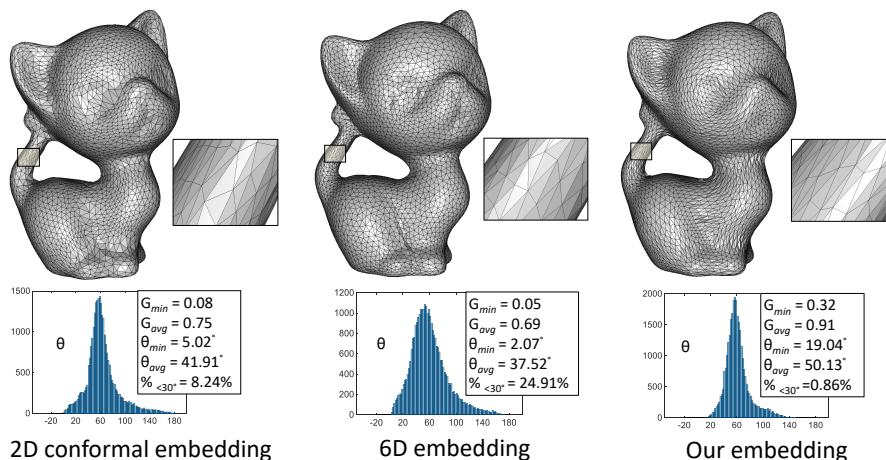 1500
1000
500
0
-20 20 60 100 140 180
θ
G_min = 0.08
G_avg = 0.75
θ_min = 5.02°
θ_avg = 41.91°
% <30° = 8.24%
2D conformal embedding
1200
1000
800
600
400
200
0
-20 20 60 100 140 180
θ
G_min = 0.05
G_avg = 0.69
θ_min = 2.07°
θ_avg = 37.52°
% <30° = 24.91%
6D embedding
2000
1500
1000
500
0
-20 20 60 100 140 180
θ
G_min = 0.32
G_avg = 0.91
θ_min = 19.04°
θ_avg = 50.13°
% <30° =0.86%
Our embedding